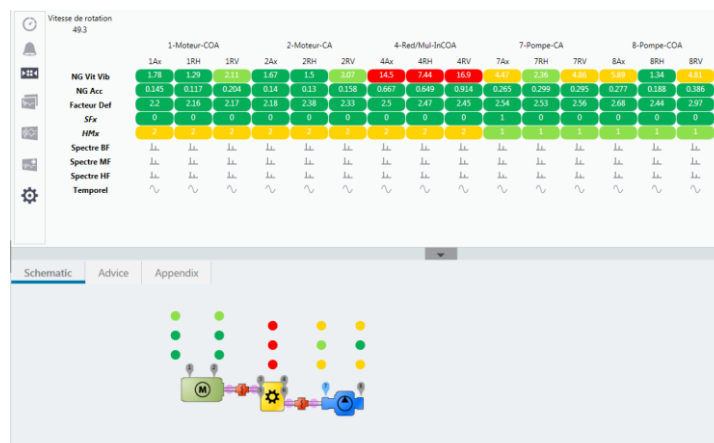 Vitesse de rotation
49.3
1-Moteur-COA 2-Moteur-CA 4-Red/Mul-InCOA 7-Pompe-CA 8-Pompe-COA
1Ax 1RH 1RV 2Ax 2RH 2RV 4Ax 4RH 4RV 7Ax 7RH 7RV 8Ax 8RH 8RV
NG Vit Vib 1.78 1.29 2.11 1.67 1.5 3.07 14.5 7.44 16.9 4.47 2.36 4.86 5.89 1.34 4.81
NG Acc 0.145 0.117 0.204 0.14 0.13 0.158 0.667 0.649 0.914 0.265 0.299 0.295 0.277 0.188 0.386
Facteur Def 2.2 2.16 2.17 2.18 2.38 2.33 2.5 2.47 2.45 2.54 2.53 2.56 2.68 2.44 2.97
SFx 0 0 0 0 0 0 0 0 0 1 0 0 0 0 0
HMx 2 2 2 2 2 2 2 2 2 1 1 1 1 1 1
Spectre BF
Spectre MF
Spectre HF
Temporel
Schematic Advice Appendix
1 2 3 4
M 5 6 7 8